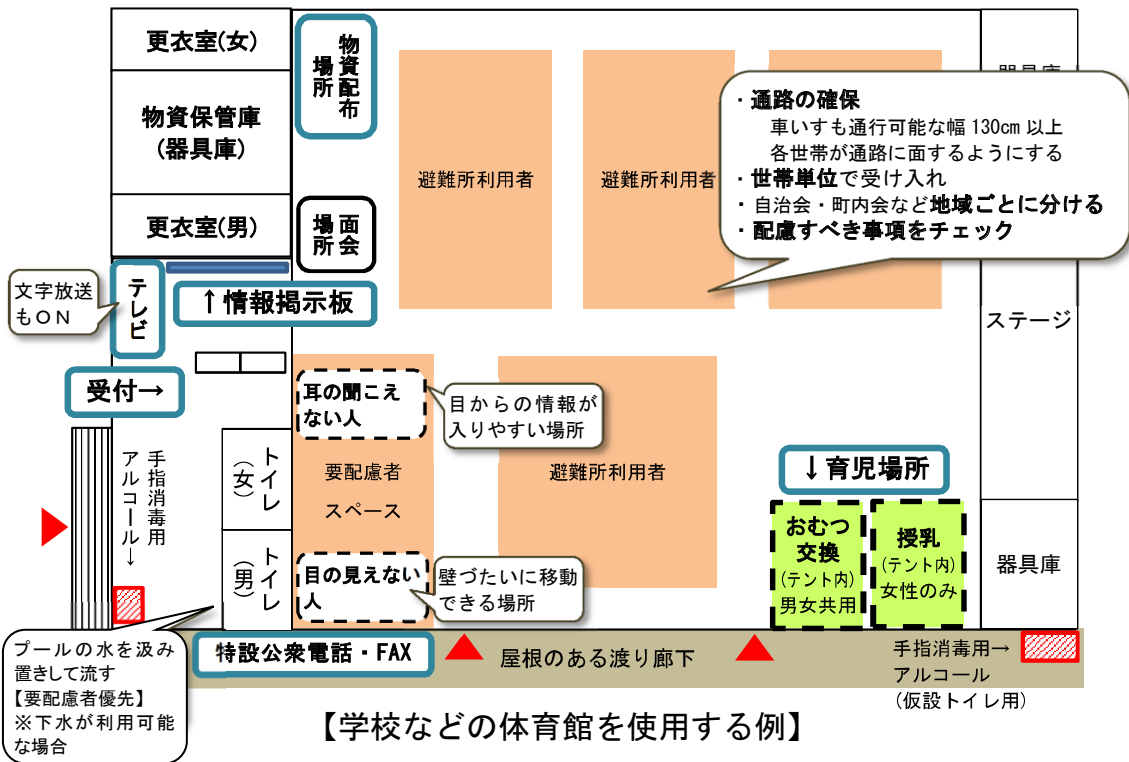 更衣室(女)
物資保管庫
(器具庫)
更衣室(男)
物資配布
場所
面会
場所
避難所利用者
避難所利用者
・通路の確保
車いすも通行可能な幅 130cm 以上
各世帯が通路に面するようにする
・世帯単位で受け入れ
・自治会・町内会など地域ごとに分ける
・配慮すべき事項をチェック
器具庫
文字放送
もON
テレビ
↑情報掲示板
ステージ
受付→
耳の聞こえ
ない人
目からの情報が
入りやすい場所
手指消毒用
アルコール→
トイレ
(女)
要配慮者
スペース
避難所利用者
↓育児場所
トイレ
(男)
目の見えない
人
壁づたいに移動
できる場所
おむつ
交換
(テント内)
男女共用
授乳
(テント内)
女性のみ
器具庫
プールの水を汲み
置きして流す
【要配慮者優先】
※下水が利用可能
な場合
特設公衆電話・FAX
屋根のある渡り廊下
手指消毒用→
アルコール
(仮設トイレ用)
【学校などの体育館を使用する例】